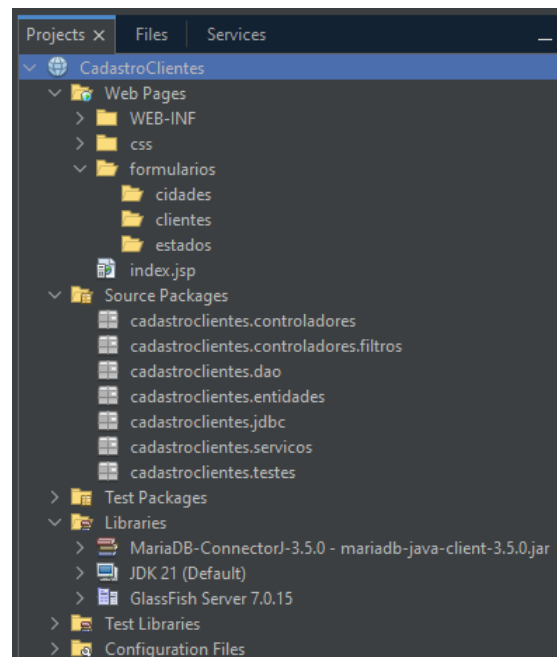 Projects Files Services
CadastroClientes
Web Pages
WEB-INF
css
formularios
cidades
clientes
estados
index.jsp
Source Packages
cadastroclientes.controladores
cadastroclientes.controladores.filtros
cadastroclientes.dao
cadastroclientes.entidades
cadastroclientes.jdbc
cadastroclientes.servicos
cadastroclientes.testes
Test Packages
Libraries
MariaDB-ConnectorJ-3.5.0 - mariadb-java-client-3.5.0.jar
JDK 21 (Default)
GlassFish Server 7.0.15
Test Libraries
Configuration Files